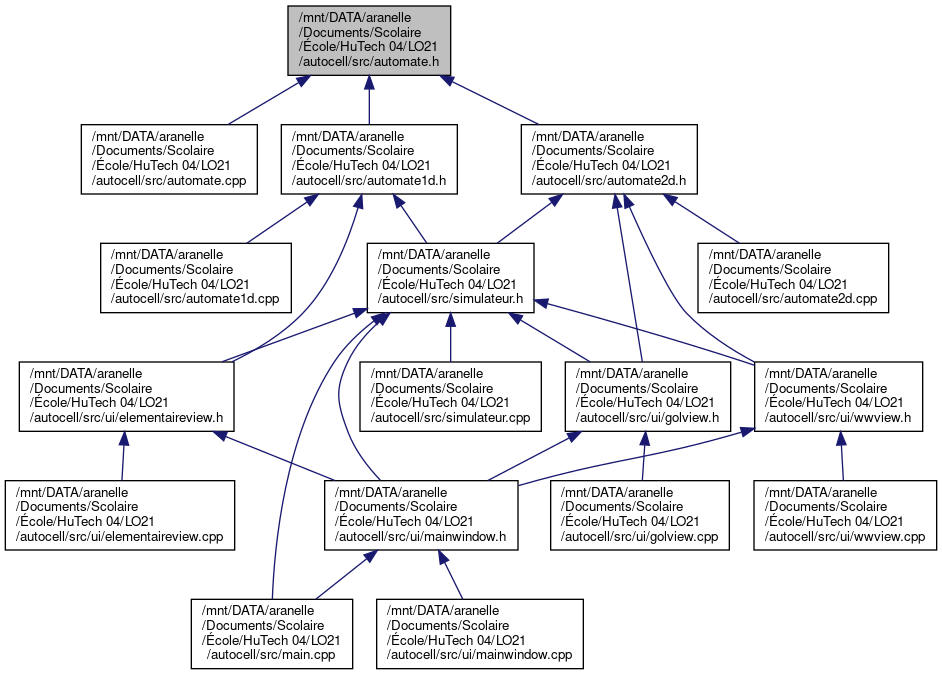 /mnt/DATA/aranelle
/Documents/Scolaire
/École/HuTech 04/LO21
/autocell/src/automate.h
/mnt/DATA/aranelle
/Documents/Scolaire
/École/HuTech 04/LO21
/autocell/src/automate.cpp
/mnt/DATA/aranelle
/Documents/Scolaire
/École/HuTech 04/LO21
/autocell/src/automate1d.h
/mnt/DATA/aranelle
/Documents/Scolaire
/École/HuTech 04/LO21
/autocell/src/automate2d.h
/mnt/DATA/aranelle
/Documents/Scolaire
/École/HuTech 04/LO21
/autocell/src/automate1d.cpp
/mnt/DATA/aranelle
/Documents/Scolaire
/École/HuTech 04/LO21
/autocell/src/simulateur.h
/mnt/DATA/aranelle
/Documents/Scolaire
/École/HuTech 04/LO21
/autocell/src/automate2d.cpp
/mnt/DATA/aranelle
/Documents/Scolaire
/École/HuTech 04/LO21
/autocell/src/ui/elementaireview.h
/mnt/DATA/aranelle
/Documents/Scolaire
/École/HuTech 04/LO21
/autocell/src/simulateur.cpp
/mnt/DATA/aranelle
/Documents/Scolaire
/École/HuTech 04/LO21
/autocell/src/ui/golview.h
/mnt/DATA/aranelle
/Documents/Scolaire
/École/HuTech 04/LO21
/autocell/src/ui/wwview.h
/mnt/DATA/aranelle
/Documents/Scolaire
/École/HuTech 04/LO21
/autocell/src/ui/elementaireview.cpp
/mnt/DATA/aranelle
/Documents/Scolaire
/École/HuTech 04/LO21
/autocell/src/ui/mainwindow.h
/mnt/DATA/aranelle
/Documents/Scolaire
/École/HuTech 04/LO21
/autocell/src/ui/golview.cpp
/mnt/DATA/aranelle
/Documents/Scolaire
/École/HuTech 04/LO21
/autocell/src/ui/wwview.cpp
/mnt/DATA/aranelle
/Documents/Scolaire
/École/HuTech 04/LO21
/autocell/src/main.cpp
/mnt/DATA/aranelle
/Documents/Scolaire
/École/HuTech 04/LO21
/autocell/src/ui/mainwindow.cpp